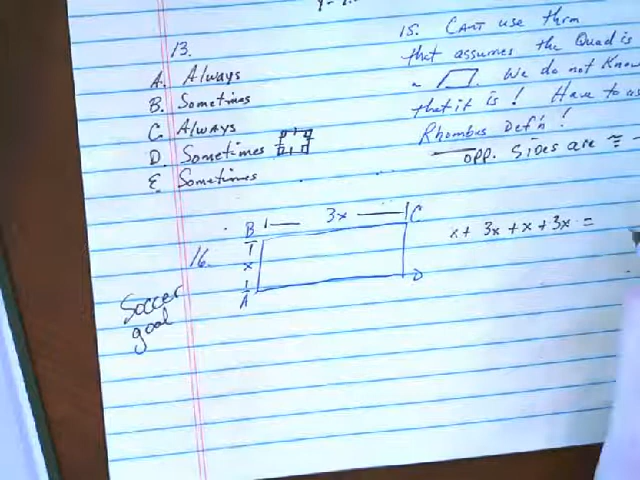 13.
A. Always
B. Sometimes
C. Always
D. Sometimes
E. Sometimes
15. CAN'T use thm
that assumes the Quad is
a ▱. We do not know
that it is! Have to
Rhombus Def'n!
opp. sides are ≅
16.
Soccer
goal
B 3x C
x
A D
x + 3x + x + 3x =